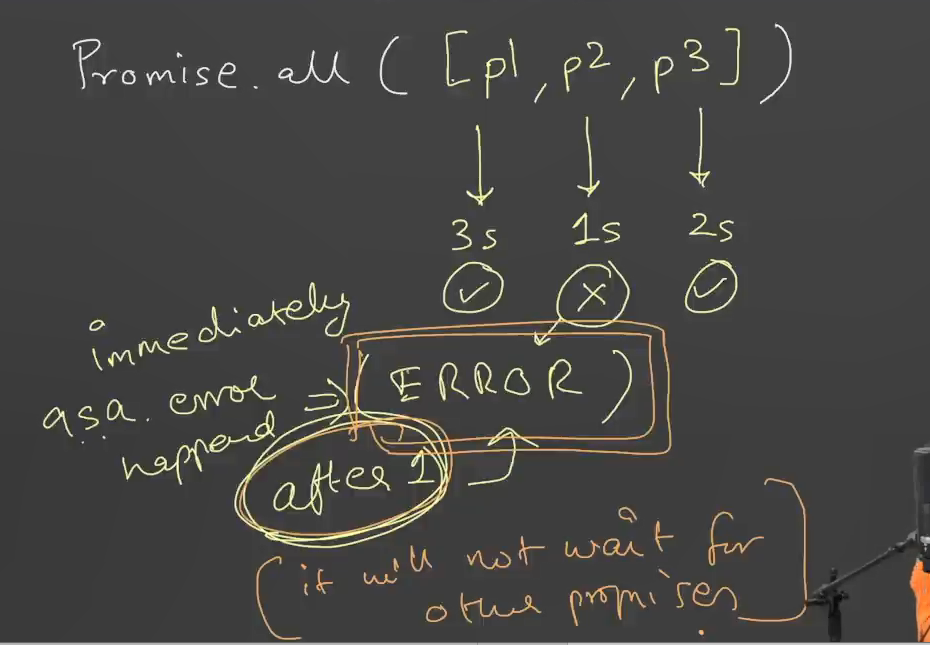 Promise.all ( [p1, p2, p3] )
3s 1s 2s
immediately
a.s.a. error
happend
( ERROR )
after 1
( it will not wait for
other promises. )